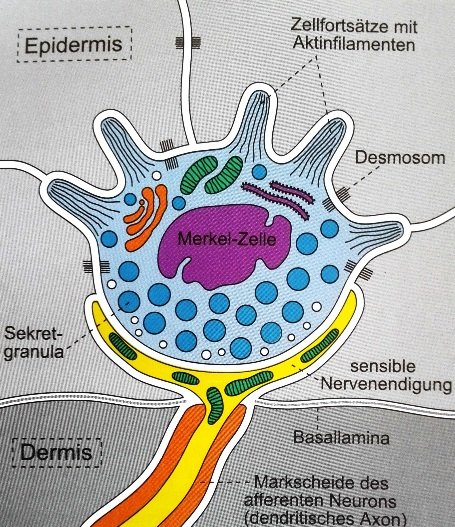 Epidermis
Zellfortsätze mit
Aktinfilamenten
Desmosom
Merkel-Zelle
Sekret-
granula
sensible
Nervenendigung
Basallamina
Dermis
Markscheide des
afferenten Neurons
(dendritisches Axon)